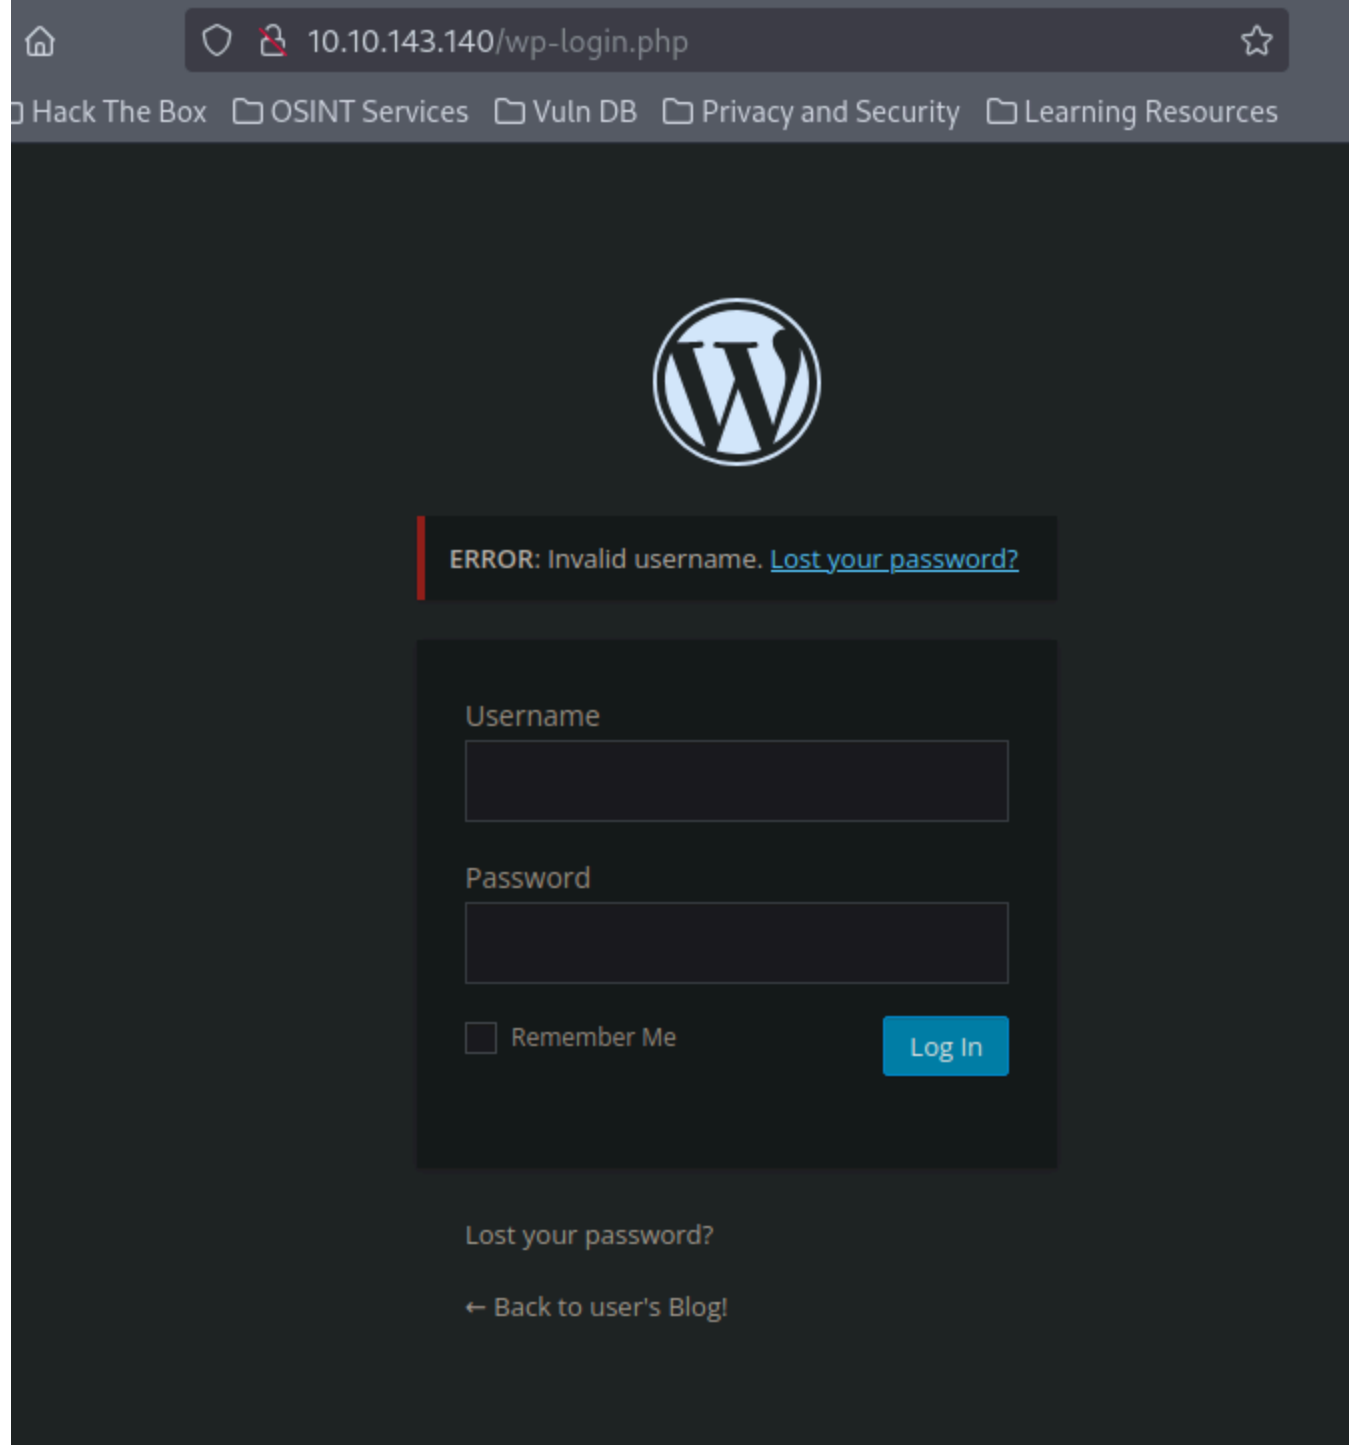 10.10.143.140/wp-login.php
Hack The Box OSINT Services Vuln DB Privacy and Security Learning Resources
ERROR: Invalid username. Lost your password?
Username
Password
Remember Me Log In
Lost your password?
← Back to user's Blog!